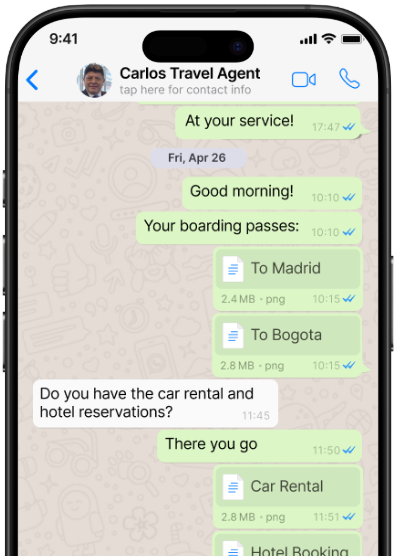 9:41
Carlos Travel Agent
tap here for contact info
At your service! 17:47
Fri, Apr 26
Good morning! 10:10
Your boarding passes: 10:10
To Madrid
2.4 MB • png 10:15
To Bogota
2.8 MB • png 10:15
Do you have the car rental and
hotel reservations? 11:45
There you go 11:50
Car Rental
2.8 MB • png 11:51
Hotel Booking